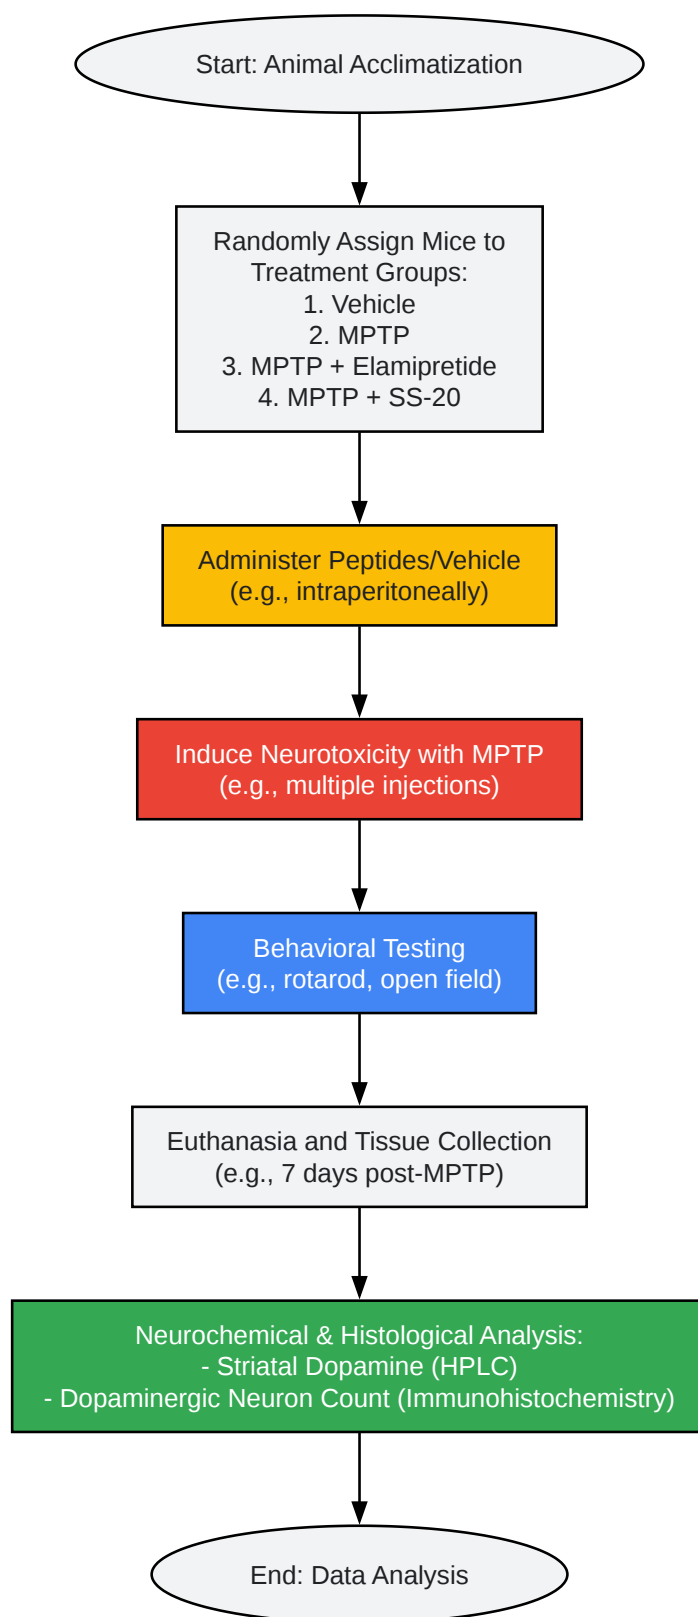 Start: Animal Acclimatization
Randomly Assign Mice to
Treatment Groups:
1. Vehicle
2. MPTP
3. MPTP + Elamipretide
4. MPTP + SS-20
Administer Peptides/Vehicle
(e.g., intraperitoneally)
Induce Neurotoxicity with MPTP
(e.g., multiple injections)
Behavioral Testing
(e.g., rotarod, open field)
Euthanasia and Tissue Collection
(e.g., 7 days post-MPTP)
Neurochemical & Histological Analysis:
- Striatal Dopamine (HPLC)
- Dopaminergic Neuron Count (Immunohistochemistry)
End: Data Analysis